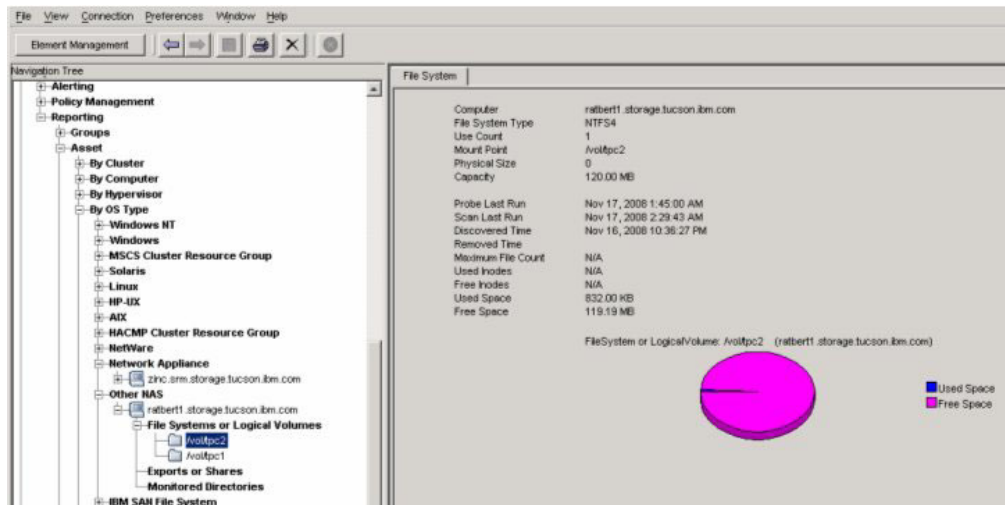 File View Connection Preferences Window Help
Element Management
Navigation Tree
Alerting
Policy Management
Reporting
Groups
Asset
By Cluster
By Computer
By Hypervisor
By OS Type
Windows NT
Windows
MSCS Cluster Resource Group
Solaris
Linux
HP-UX
AIX
HACMP Cluster Resource Group
NetWare
Network Appliance
zinc.srm.storage.tucson.ibm.com
Other NAS
ratbert1.storage.tucson.ibm.com
File Systems or Logical Volumes
/vol/tpc2
/vol/tpc1
Exports or Shares
Monitored Directories
IBM SAN File System
File System
Computer ratbert1.storage.tucson.ibm.com
File System Type NTFS4
Use Count 1
Mount Point /vol/tpc2
Physical Size 0
Capacity 120.00 MB
Probe Last Run Nov 17, 2008 1:45:00 AM
Scan Last Run Nov 17, 2008 2:29:43 AM
Discovered Time Nov 16, 2008 10:36:27 PM
Removed Time
Maximum File Count N/A
Used Inodes N/A
Free Inodes N/A
Used Space 832.00 KB
Free Space 119.19 MB
FileSystem or LogicalVolume: /vol/tpc2 (ratbert1.storage.tucson.ibm.com)
Used Space
Free Space